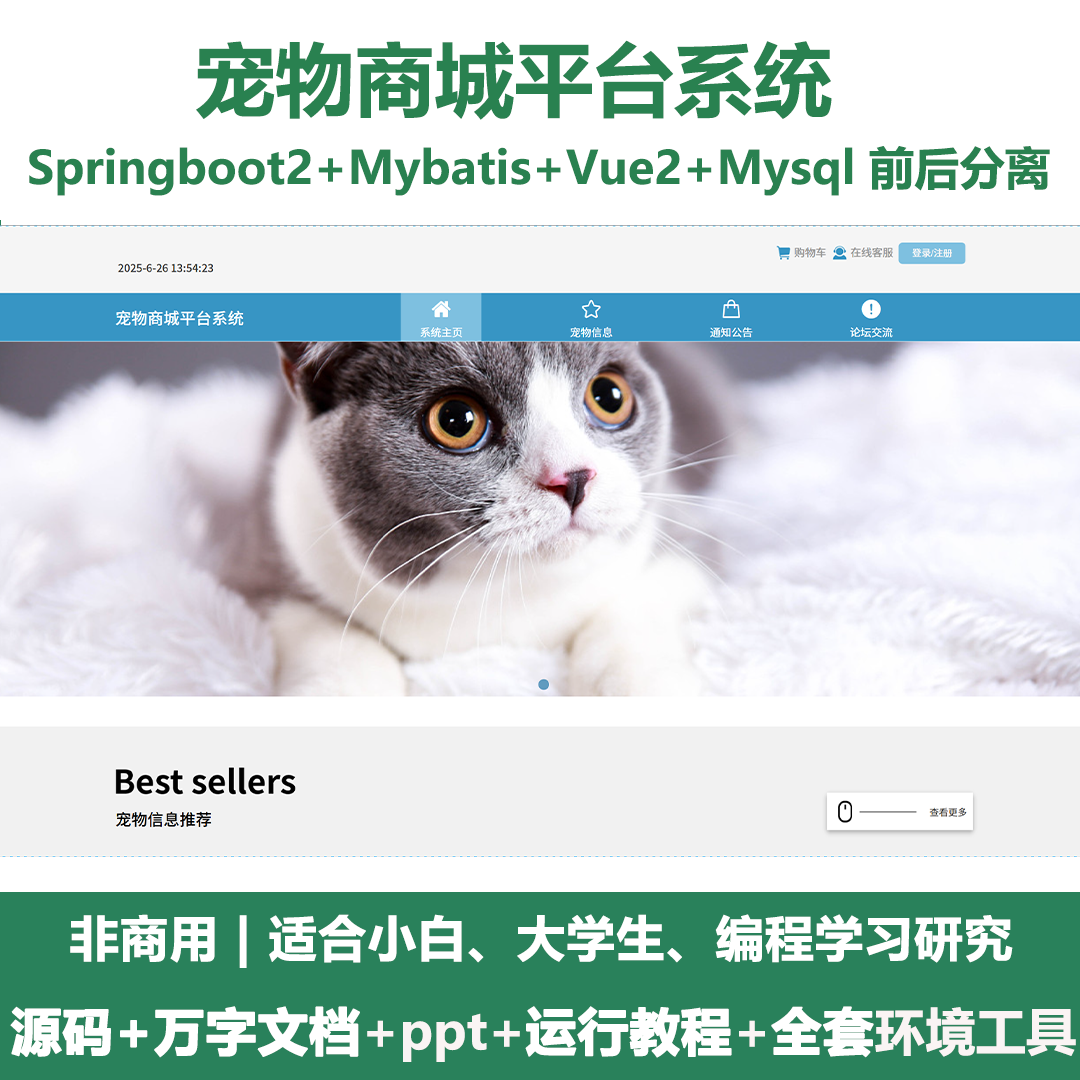 宠物商城平台系统
Springboot2+Mybatis+Vue2+Mysql 前后分离
购物车 在线客服 登录/注册
2025-6-26 13:54:23
宠物商城平台系统
系统主页 宠物信息 通知公告 论坛交流
Best sellers
宠物信息推荐
查看更多
非商用 | 适合小白、大学生、编程学习研究
源码+万字文档+ppt+运行教程+全套环境工具